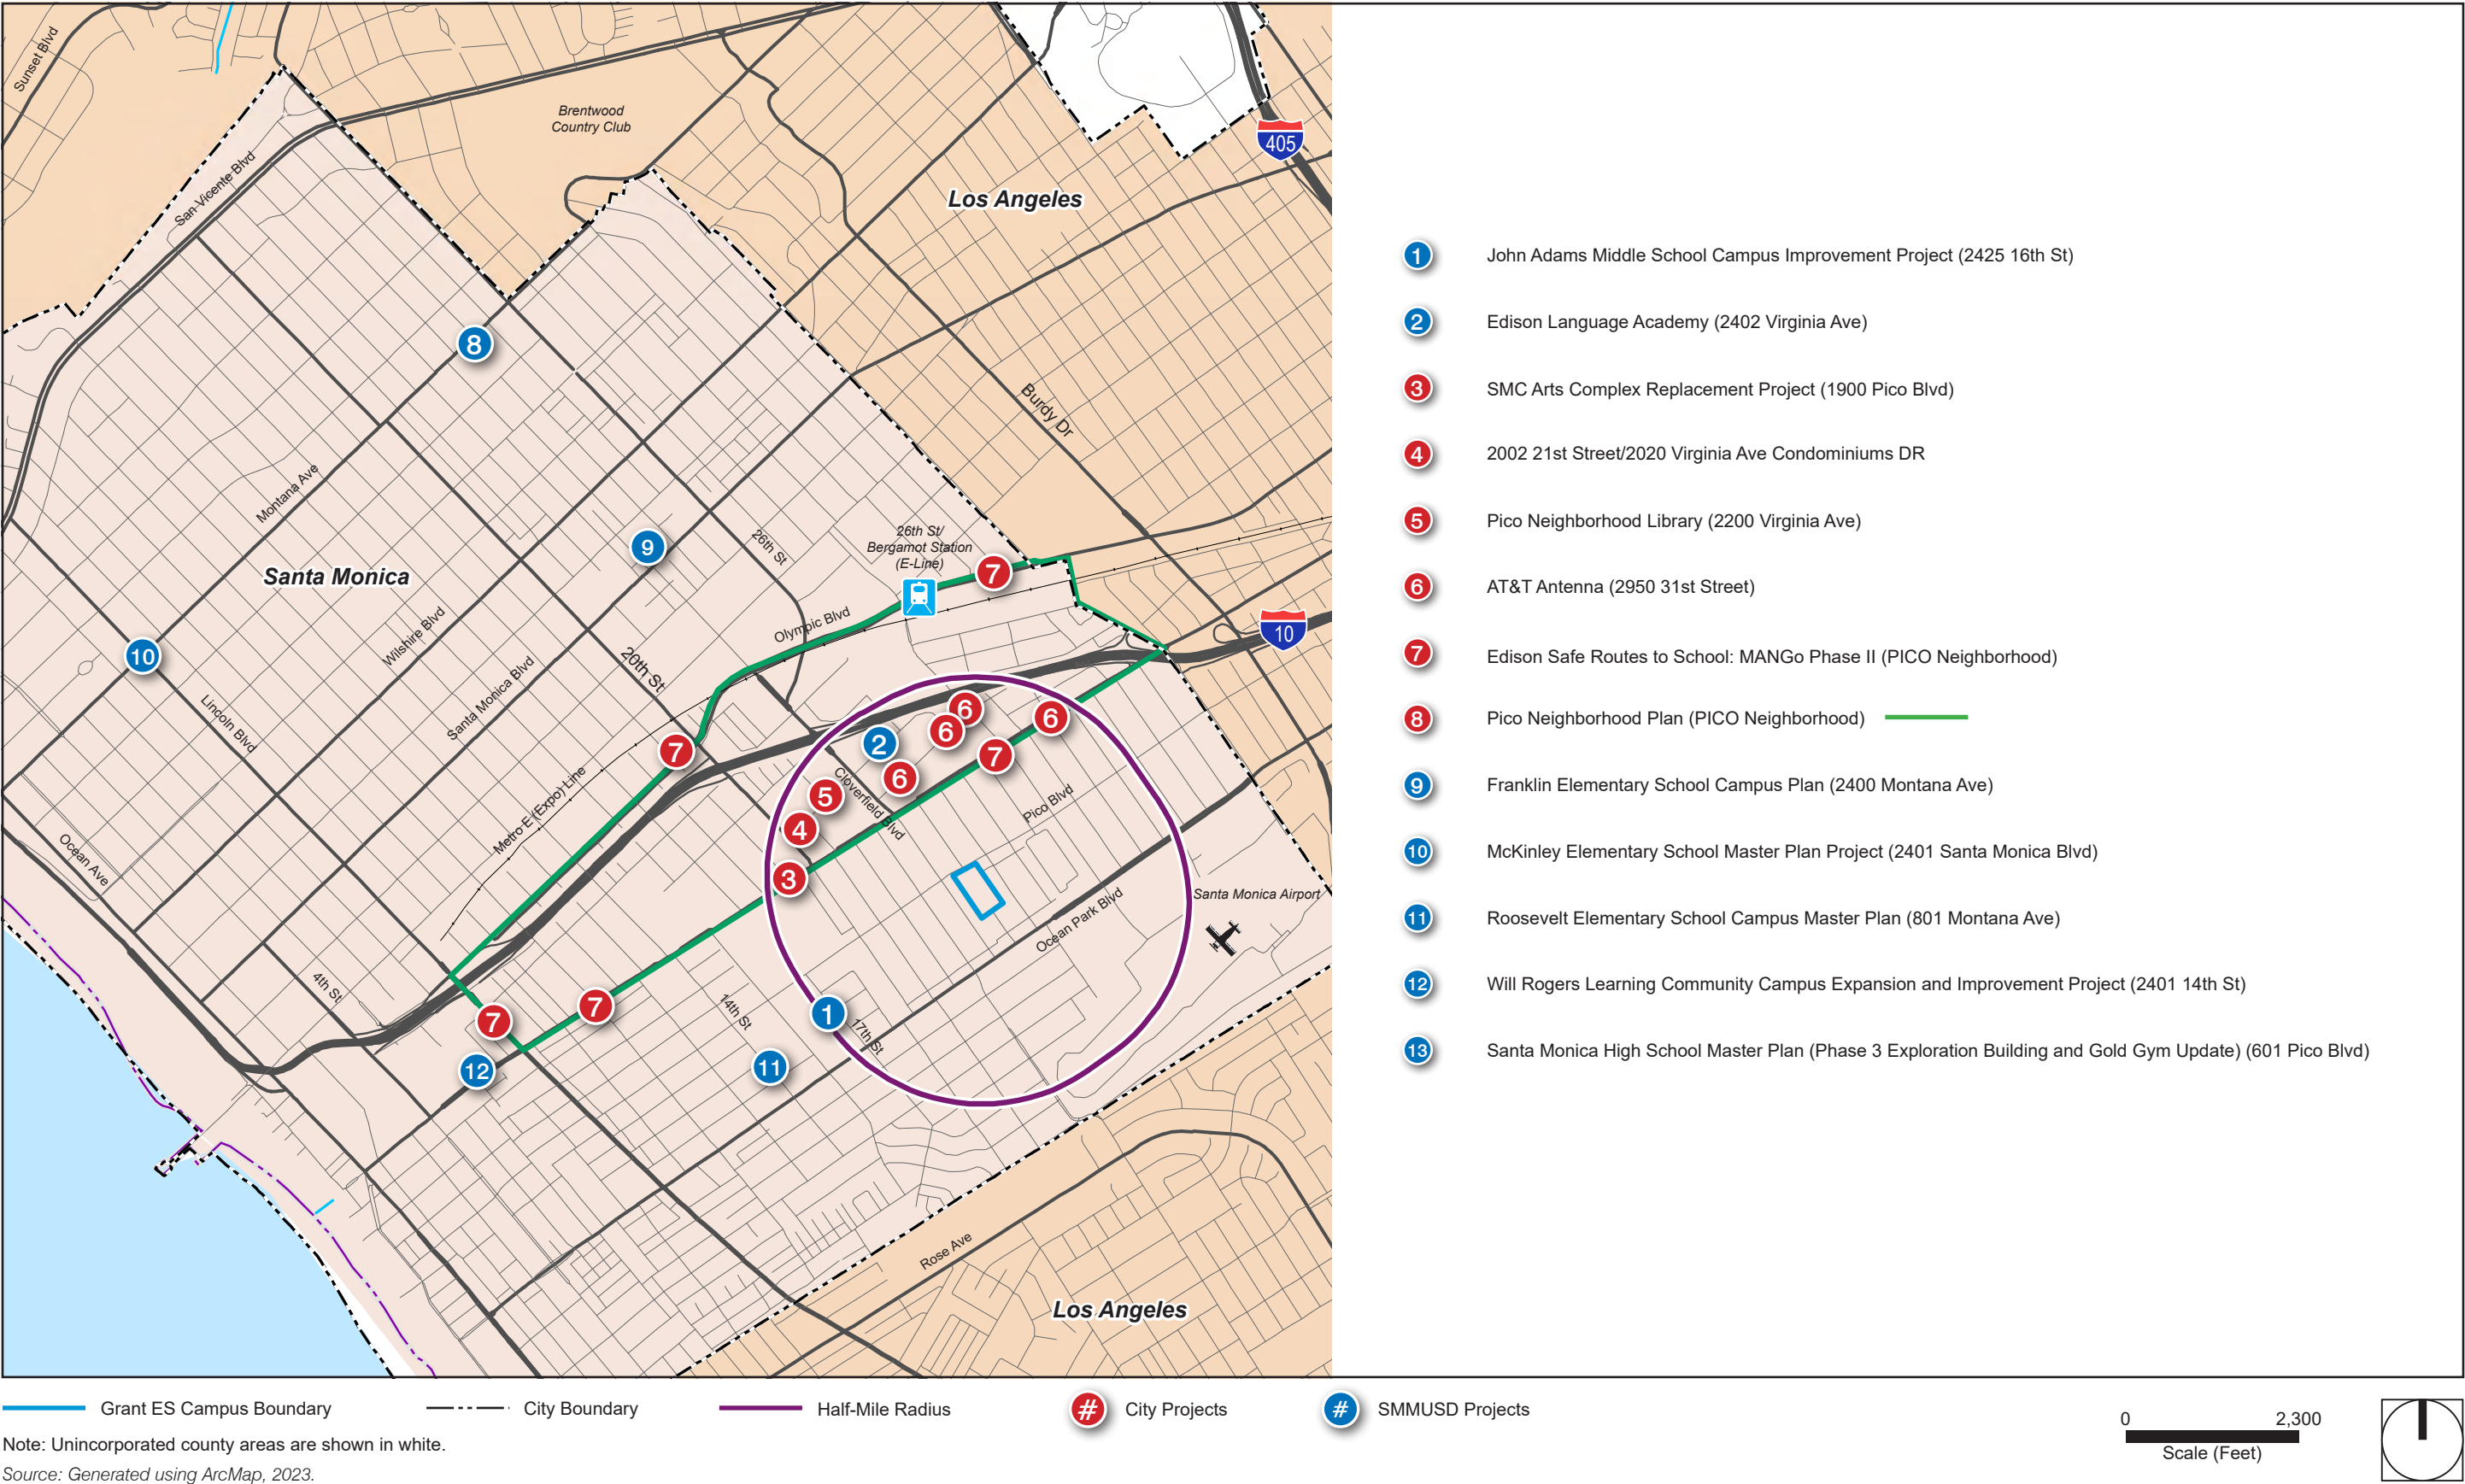 Sunset Blvd
San Vicente Blvd
Brentwood
Country Club
405
Los Angeles
8
Montana Ave
Burdy Dr
9
26th St
26th St/
Bergamot Station
(E-Line)
7
Santa Monica
Olympic Blvd
10
10
Wilshire Blvd
20th St
Lincoln Blvd
Santa Monica Blvd
7
6
6
6
2
7
6
5
Cloverfield Blvd
4
Pico Blvd
Metro E (Expo) Line
Ocean Ave
3
Santa Monica Airport
Ocean Park Blvd
4th St
14th St
7
7
1
17th St
12
11
Rose Ave
Los Angeles
1 John Adams Middle School Campus Improvement Project (2425 16th St)
2 Edison Language Academy (2402 Virginia Ave)
3 SMC Arts Complex Replacement Project (1900 Pico Blvd)
4 2002 21st Street/2020 Virginia Ave Condominiums DR
5 Pico Neighborhood Library (2200 Virginia Ave)
6 AT&T Antenna (2950 31st Street)
7 Edison Safe Routes to School: MANGo Phase II (PICO Neighborhood)
8 Pico Neighborhood Plan (PICO Neighborhood)
9 Franklin Elementary School Campus Plan (2400 Montana Ave)
10 McKinley Elementary School Master Plan Project (2401 Santa Monica Blvd)
11 Roosevelt Elementary School Campus Master Plan (801 Montana Ave)
12 Will Rogers Learning Community Campus Expansion and Improvement Project (2401 14th St)
13 Santa Monica High School Master Plan (Phase 3 Exploration Building and Gold Gym Update) (601 Pico Blvd)
Grant ES Campus Boundary
City Boundary
Half-Mile Radius
# City Projects
# SMMUSD Projects
0 2,300
Scale (Feet)
Note: Unincorporated county areas are shown in white.
Source: Generated using ArcMap, 2023.